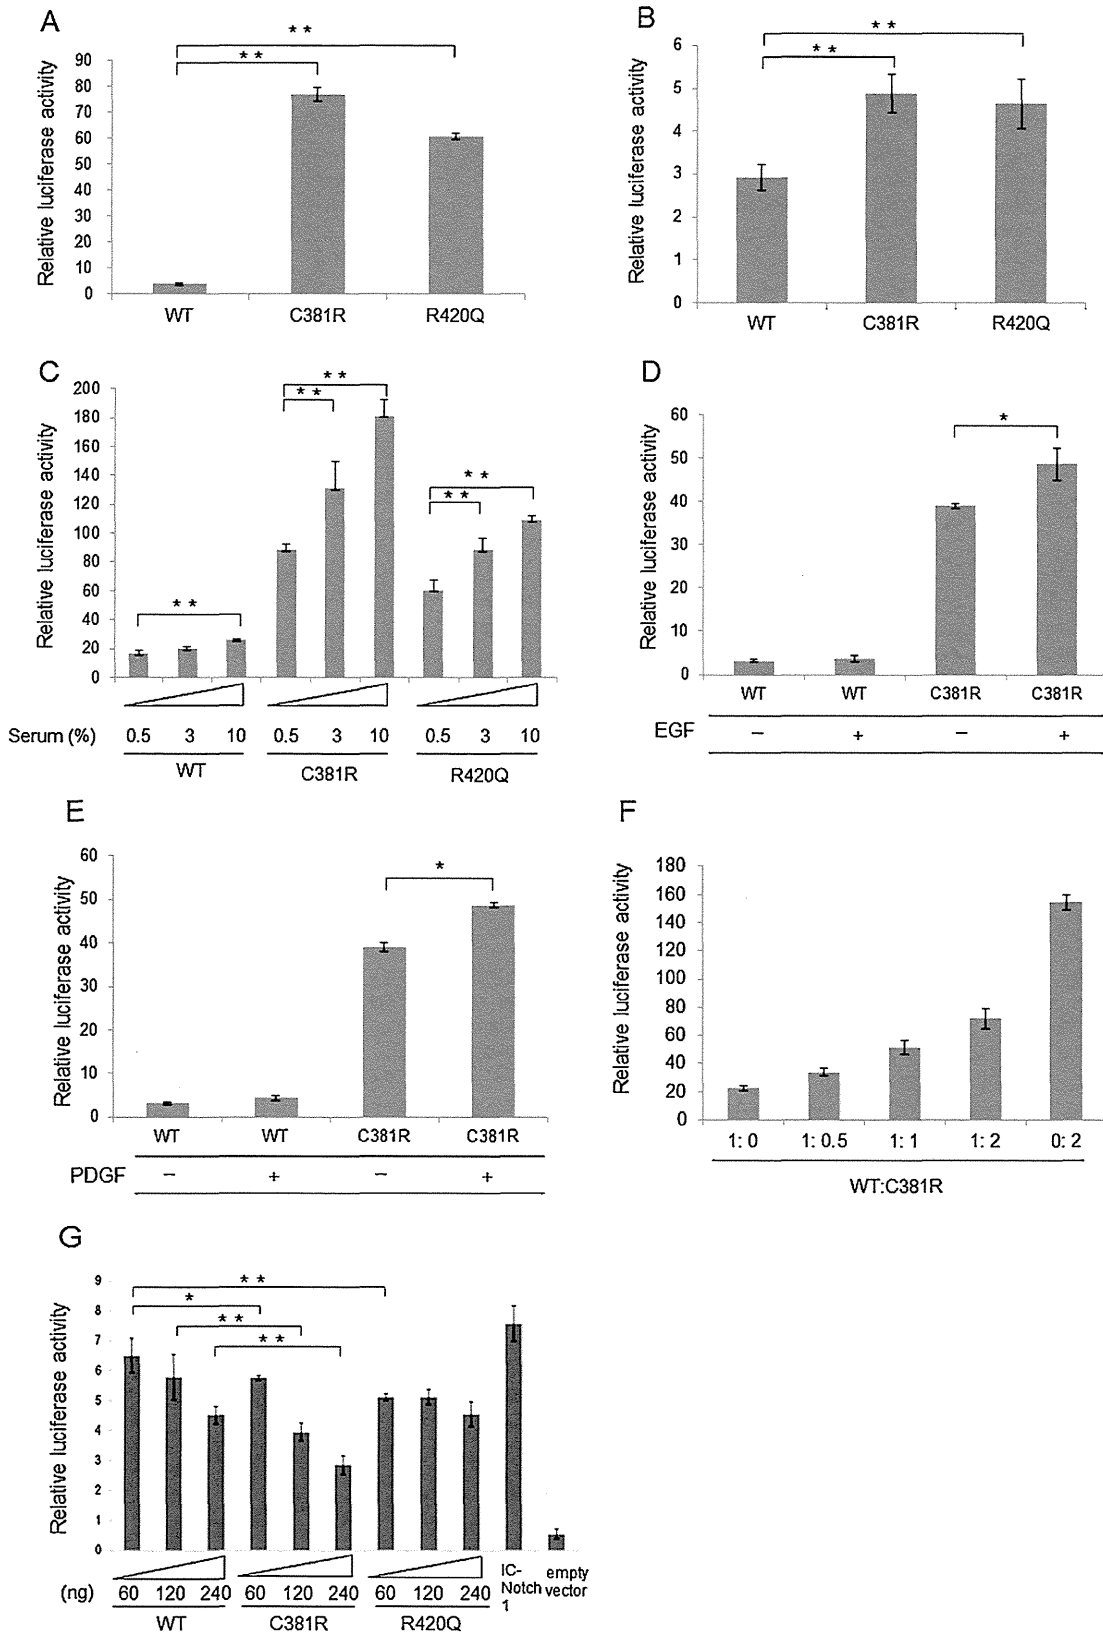 A
Relative luciferase activity
90
80
70
60
50
40
30
20
10
0
* *
* *
WT
C381R
R420Q
B
Relative luciferase activity
6
5
4
3
2
1
0
* *
* *
WT
C381R
R420Q
C
Relative luciferase activity
200
180
160
140
120
100
80
60
40
20
0
* *
* *
* *
* *
* *
Serum (%)
0.5 3 10 0.5 3 10 0.5 3 10
WT C381R R420Q
D
Relative luciferase activity
60
50
40
30
20
10
0
*
WT WT C381R C381R
EGF − + − +
E
Relative luciferase activity
60
50
40
30
20
10
0
*
WT WT C381R C381R
PDGF − + − +
F
Relative luciferase activity
180
160
140
120
100
80
60
40
20
0
1: 0 1: 0.5 1: 1 1: 2 0: 2
WT:C381R
G
Relative luciferase activity
9
8
7
6
5
4
3
2
1
0
* *
*
* *
* *
(ng) 60 120 240 60 120 240 60 120 240
WT C381R R420Q
IC-
Notch
1
empty
vector